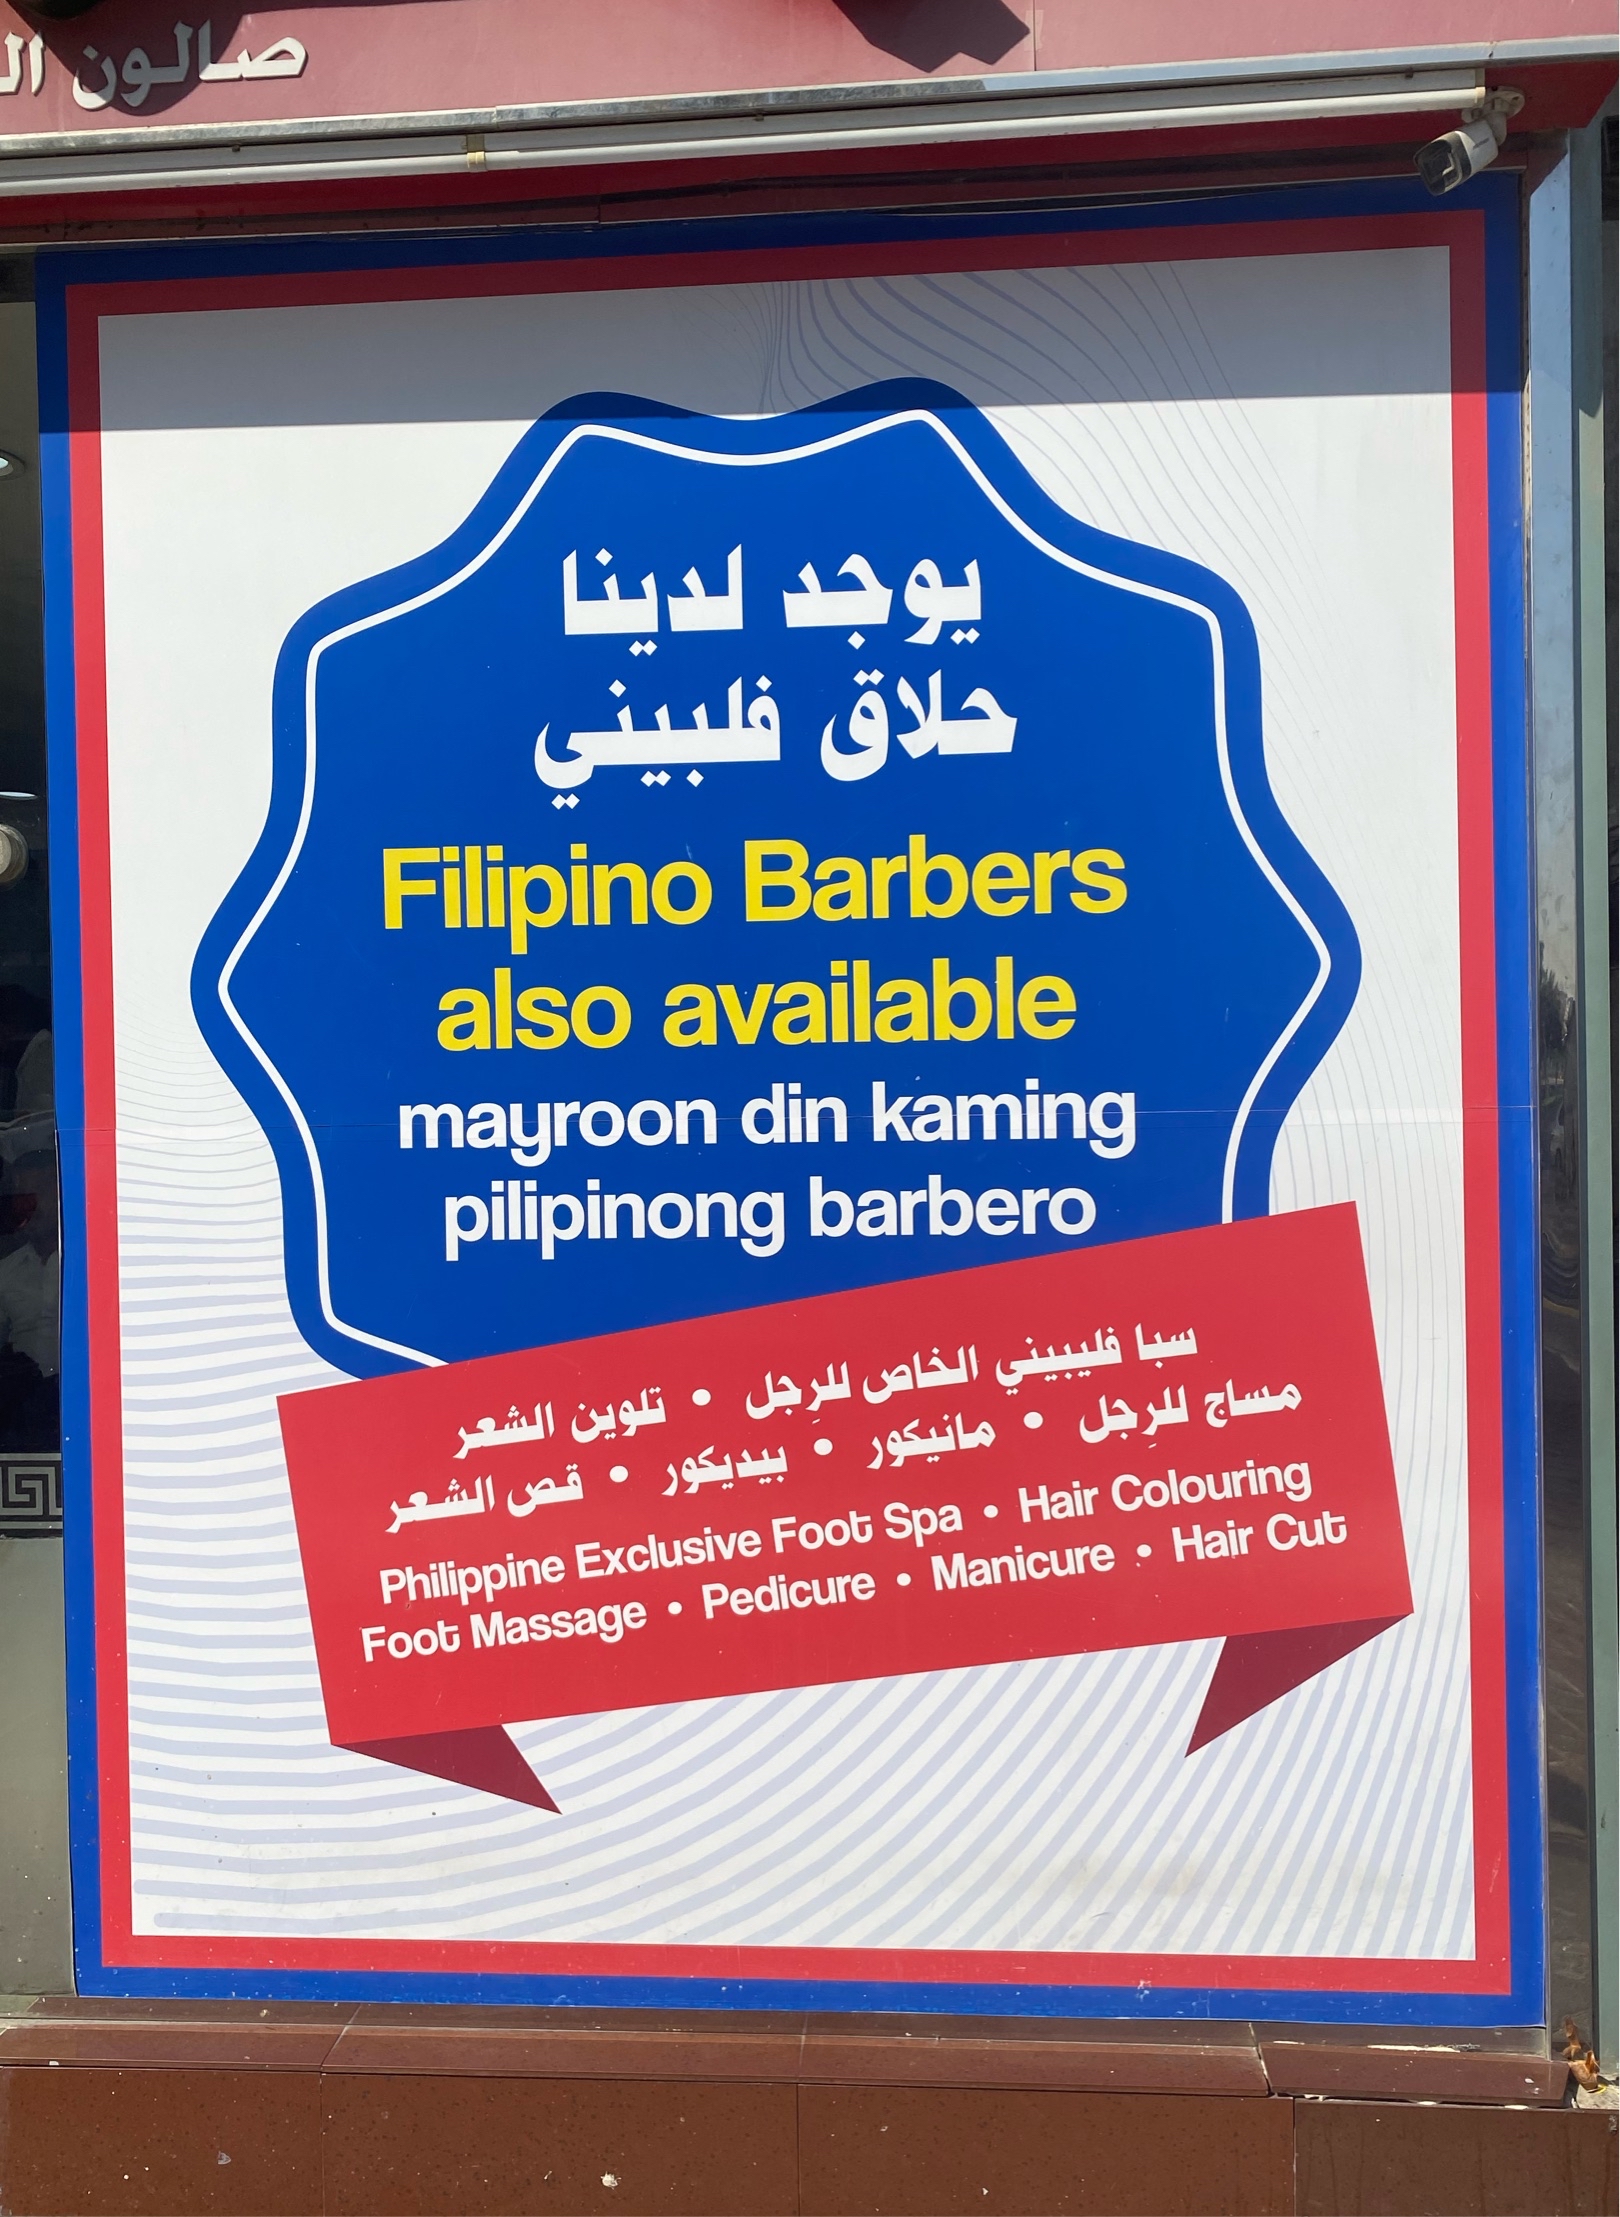 صالون
يوجد لدينا
حلاق فلبيني
Filipino Barbers
also available
mayroon din kaming
pilipinong barbero
سبا فليبيني الخاص للرِجل • تلوين الشعر
مساج للرِجل • مانيكور • بيديكور • قص الشعر
Philippine Exclusive Foot Spa • Hair Colouring
Foot Massage • Pedicure • Manicure • Hair Cut